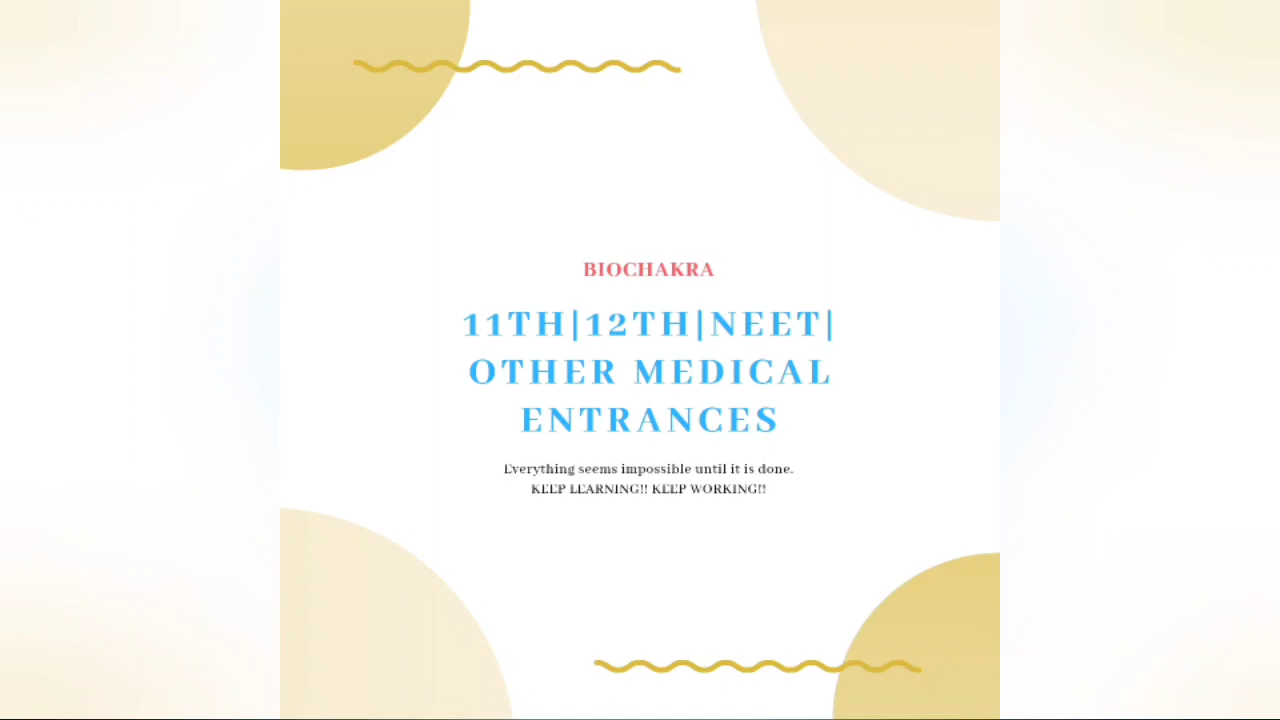 BIOCHAKRA
11TH|12TH|NEET|
OTHER MEDICAL
ENTRANCES
Everything seems impossible until it is done.
KEEP LEARNING!! KEEP WORKING!!